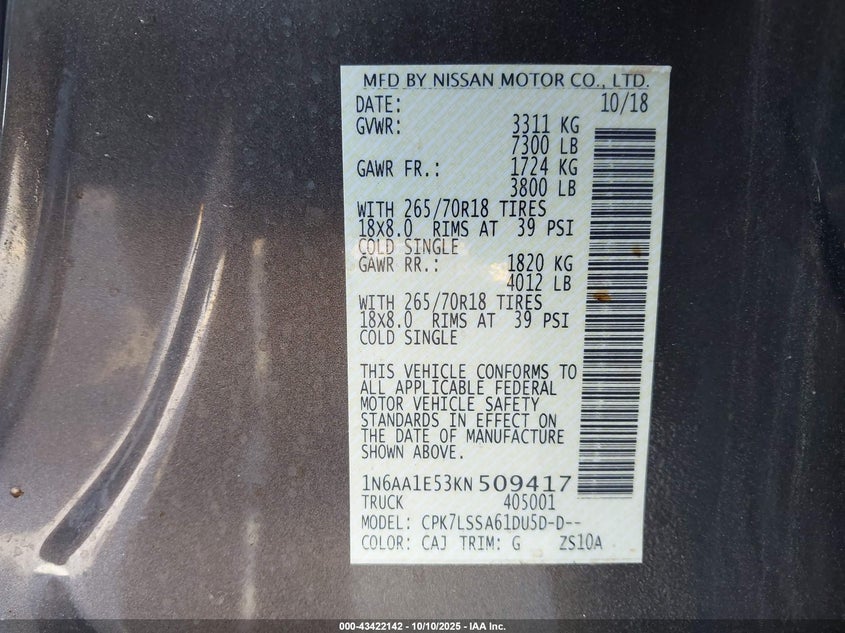 MFD BY NISSAN MOTOR CO., LTD.
DATE: 10/18
GVWR: 3311 KG
7300 LB
GAWR FR.: 1724 KG
3800 LB
WITH 265/70R18 TIRES
18X8.0 RIMS AT 39 PSI
COLD SINGLE
GAWR RR.: 1820 KG
4012 LB
WITH 265/70R18 TIRES
18X8.0 RIMS AT 39 PSI
COLD SINGLE
THIS VEHICLE CONFORMS TO
ALL APPLICABLE FEDERAL
MOTOR VEHICLE SAFETY
STANDARDS IN EFFECT ON
THE DATE OF MANUFACTURE
SHOWN ABOVE.
1N6AA1E53KN509417
TRUCK 405001
MODEL: CPK7LSSA61DU5D-D--
COLOR: CAJ TRIM: G ZS10A
000-43422142 - 10/10/2025 - IAA Inc.